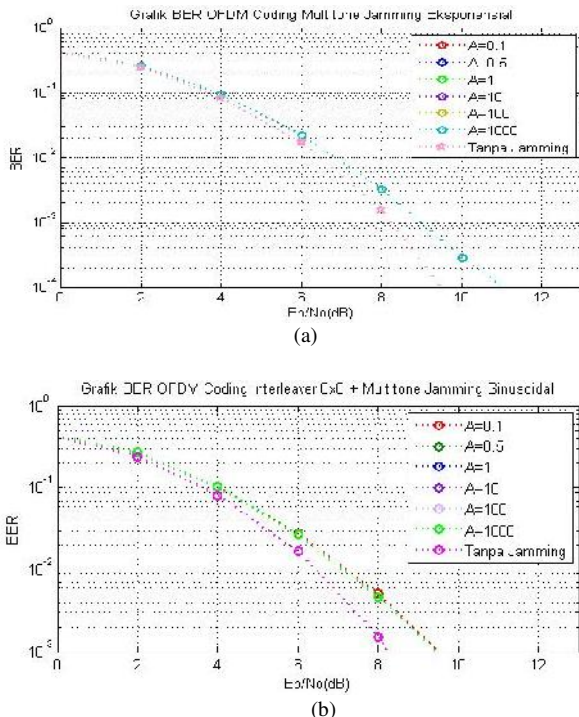 Grafik BER OFDM Coding Multitone Jamming Eksponensial
10⁰
10⁻¹
10⁻²
10⁻³
10⁻⁴
BER
A=0.1
A=0.5
A=1
A=10
A=100
A=1000
Tanpa Jamming
0 2 4 6 8 10 12
Eb/No(dB)
(a)
Grafik BER OFDM Coding Interleaver + Multitone Jamming Sinusoidal
10⁰
10⁻¹
10⁻²
10⁻³
BER
A=0.1
A=0.5
A=1
A=10
A=100
A=1000
Tanpa Jamming
0 2 4 6 8 10 12
Eb/No(dB)
(b)